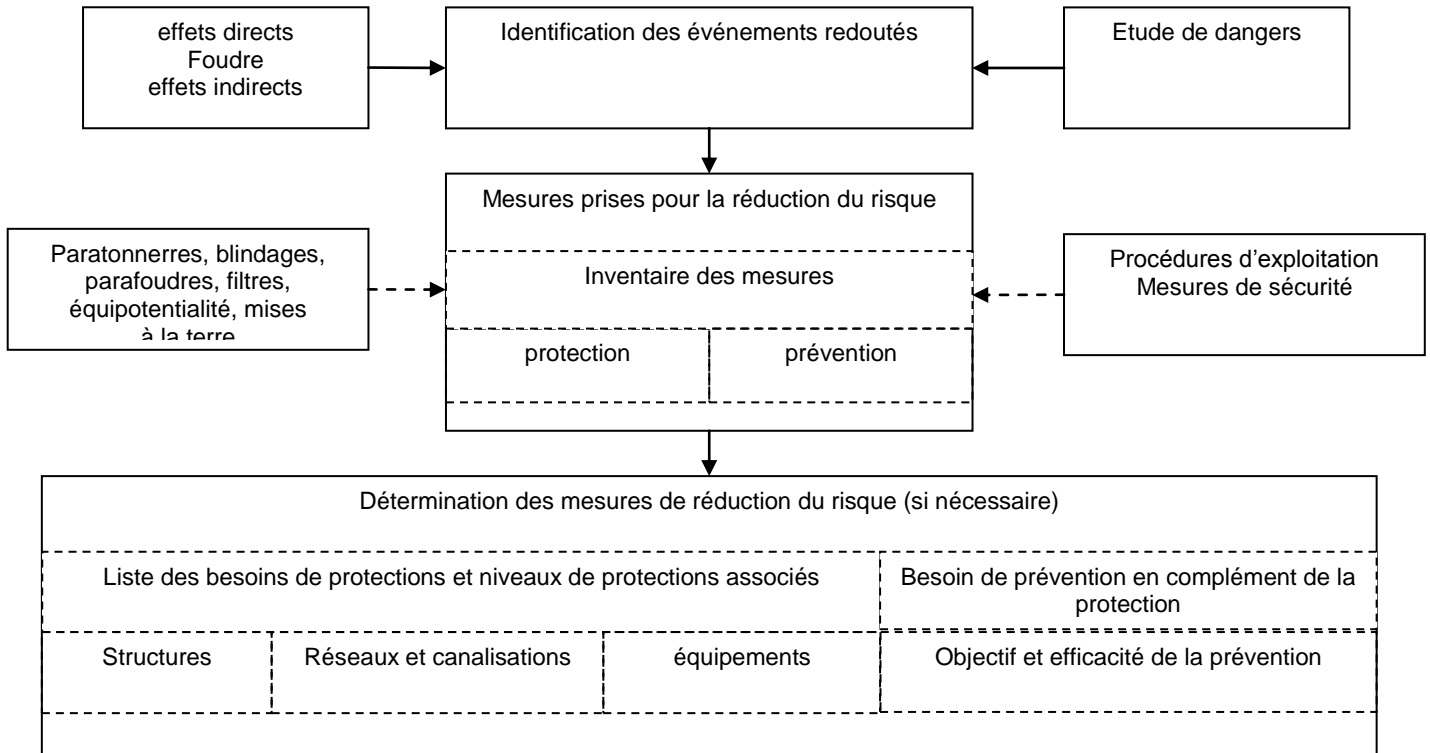 effets directs
Foudre
effets indirects
Identification des événements redoutés
Etude de dangers
Mesures prises pour la réduction du risque
Paratonnerres, blindages,
parafoudres, filtres,
équipotentialité, mises
à la terre
Inventaire des mesures
Procédures d’exploitation
Mesures de sécurité
protection
prévention
Détermination des mesures de réduction du risque (si nécessaire)
Liste des besoins de protections et niveaux de protections associés
Besoin de prévention en complément de la
protection
Structures
Réseaux et canalisations
équipements
Objectif et efficacité de la prévention